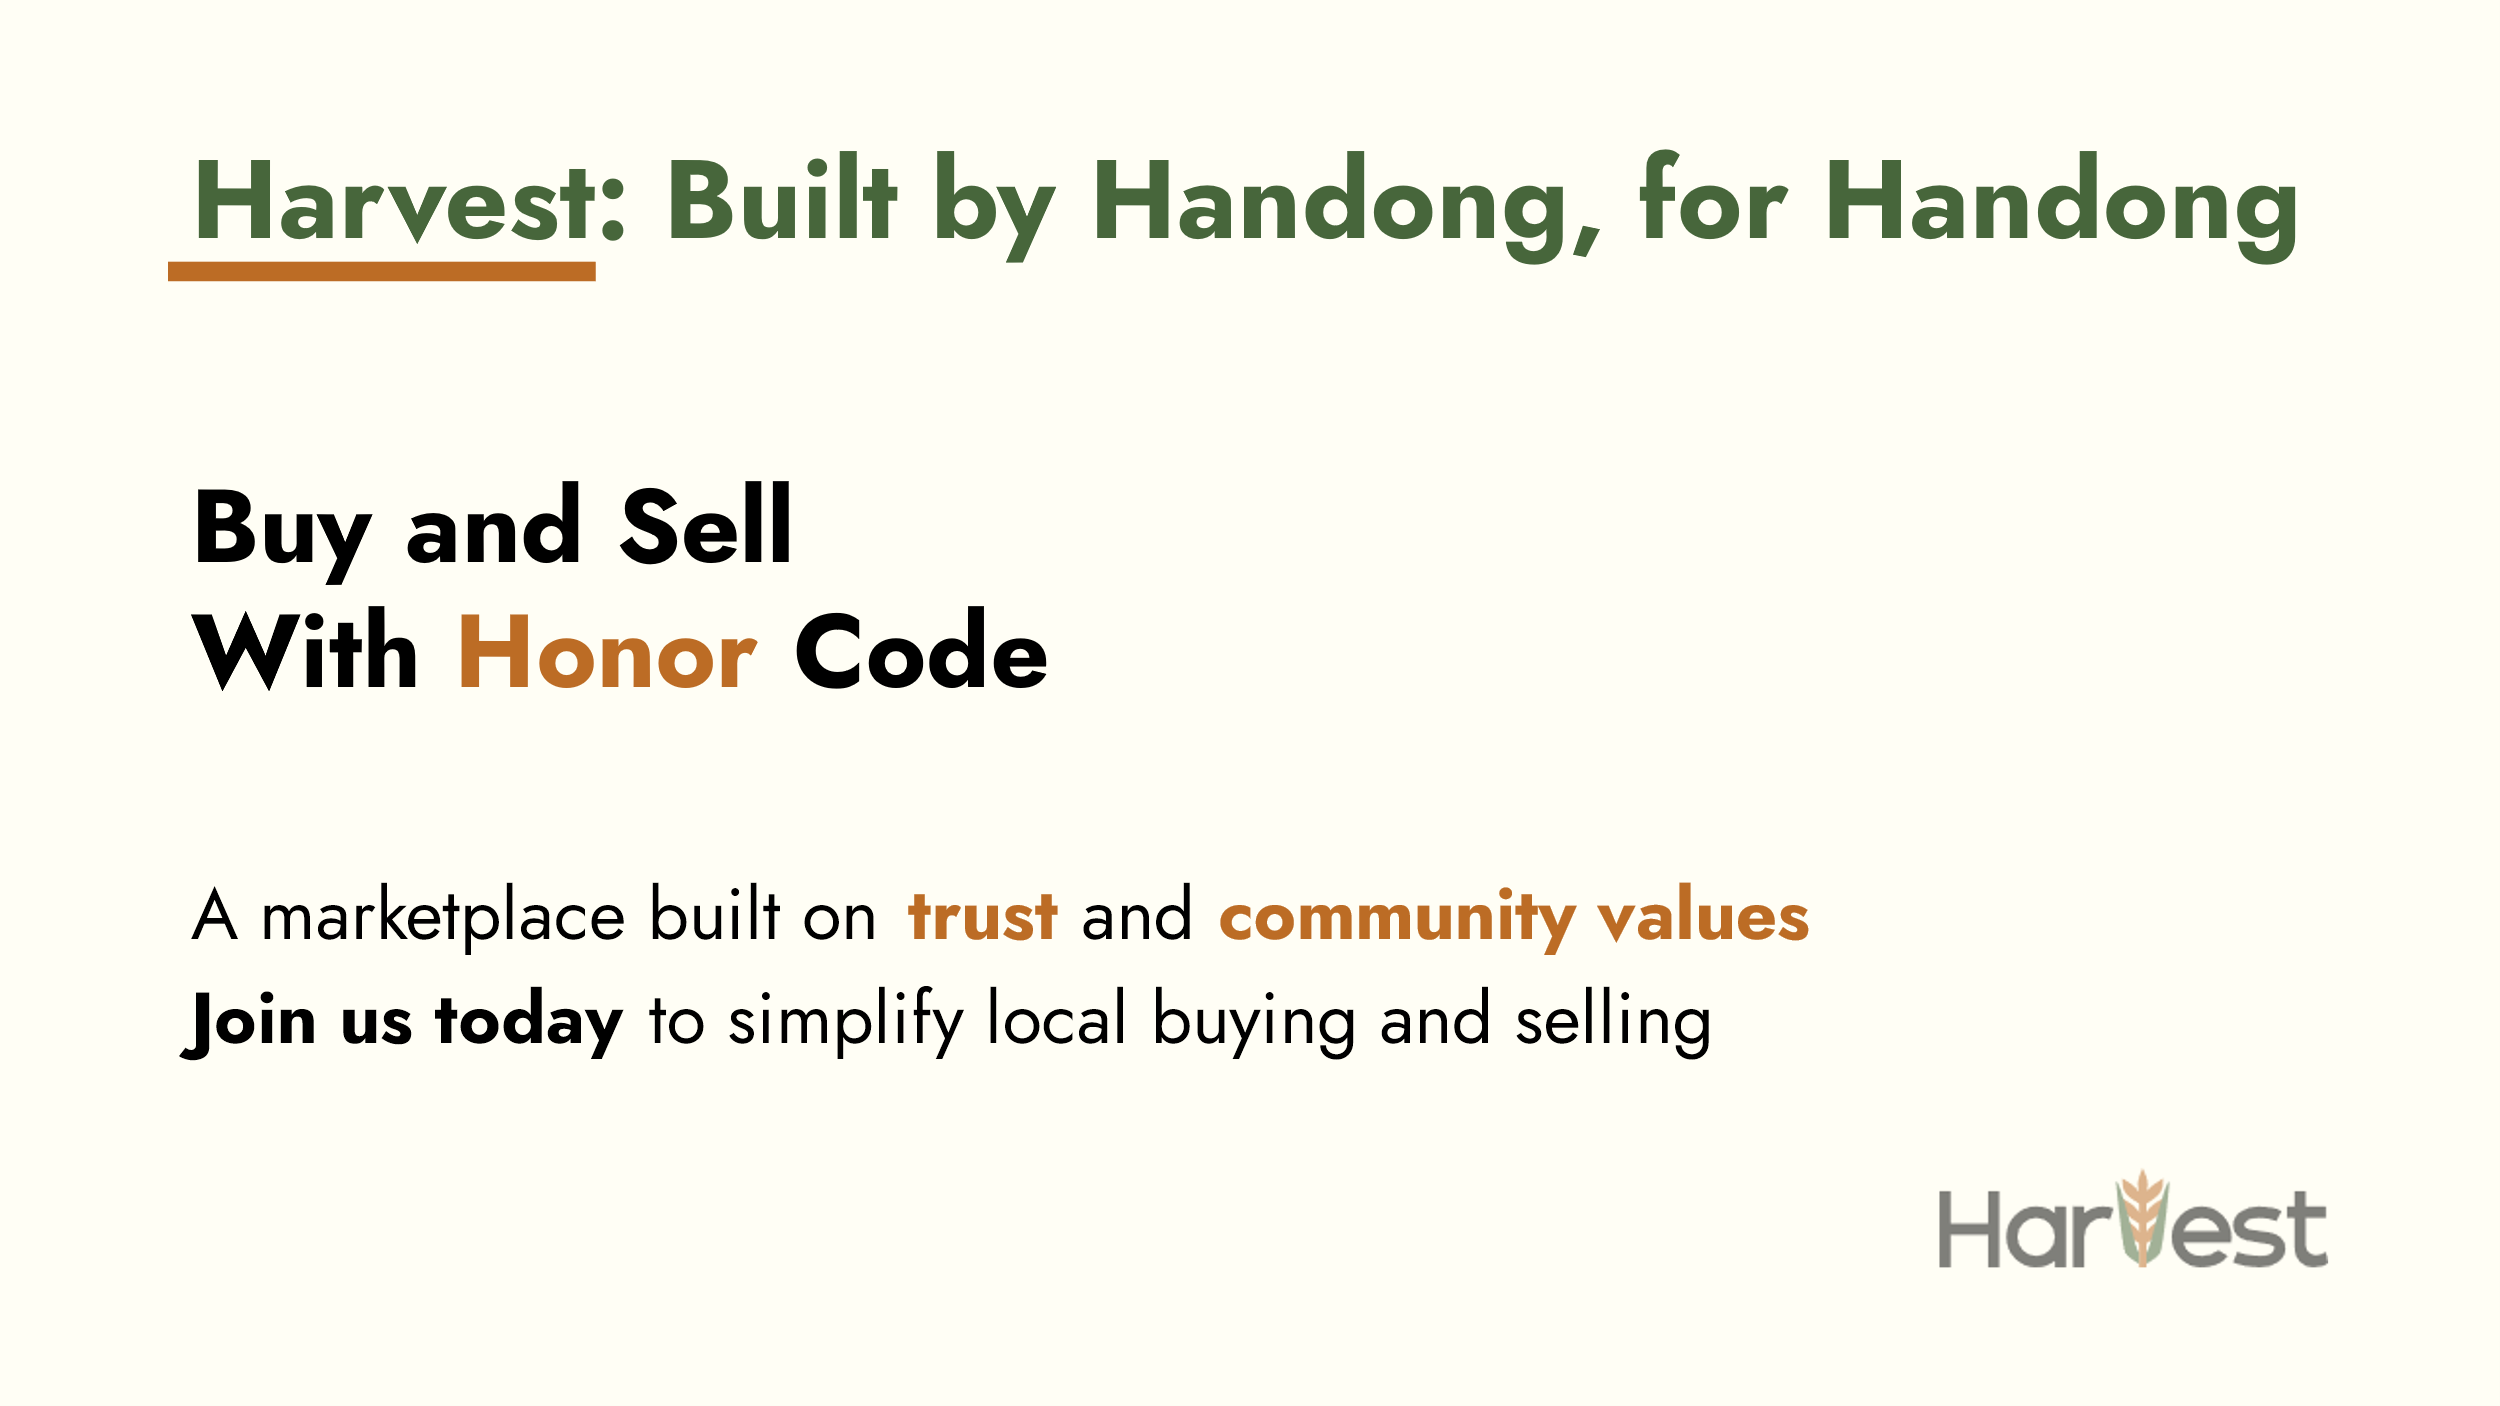 Harvest: Built by Handong, for Handong
Buy and Sell
With Honor Code
A marketplace built on trust and community values
Join us today to simplify local buying and selling
Harvest